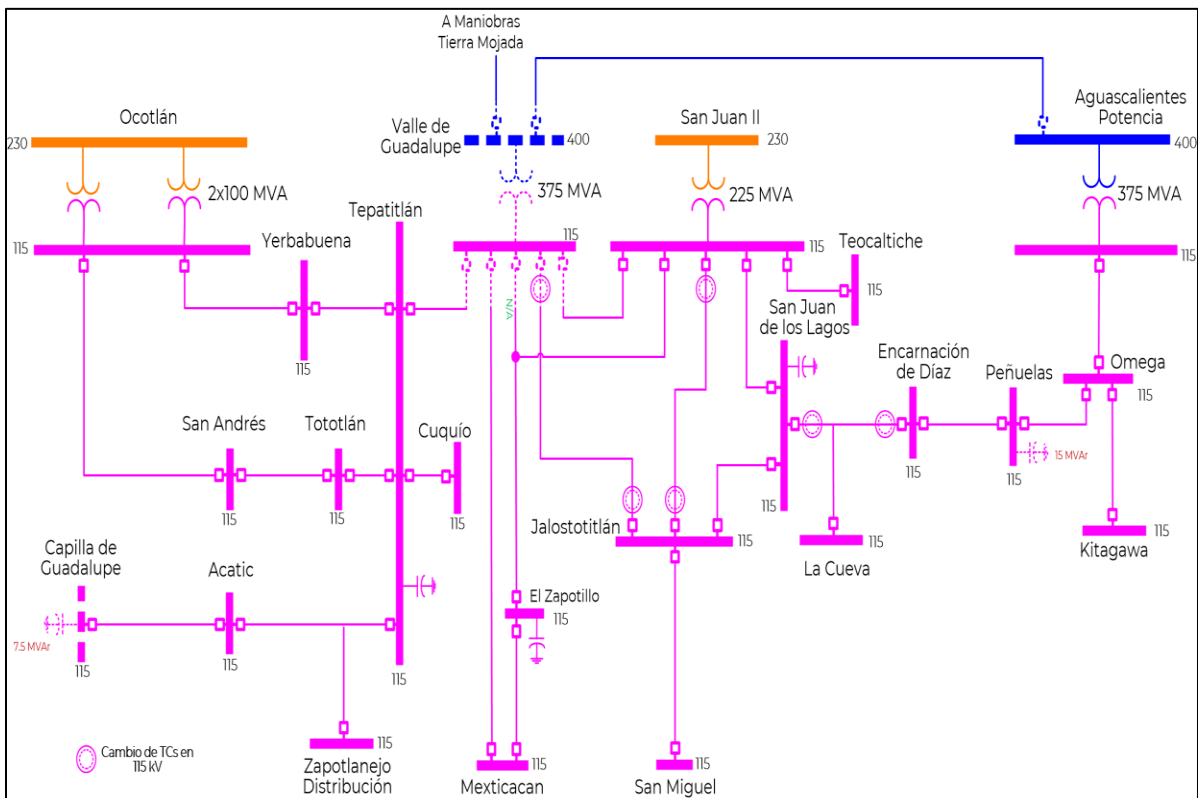 A Maniobras
Tierra Mojada
Ocotlán
230
2x100 MVA
115
Valle de
Guadalupe
400
375 MVA
San Juan II
230
225 MVA
Aguascalientes
Potencia
400
375 MVA
115
Yerbabuena
115
Tepatitlán
115
115
Teocaltiche
115
N/A
San Juan
de los Lagos
115
Encarnación
de Díaz
115
Peñuelas
15 MVAr
115
Omega
115
San Andrés
115
Tototlán
115
Cuquío
115
Jalostotitlán
115
La Cueva
115
Kitagawa
115
Capilla de
Guadalupe
7.5 MVAr
115
Acatic
115
115
El Zapotillo
115
Cambio de TCs en
115 kV
115
Zapotlanejo
Distribución
115
Mexticacan
115
San Miguel